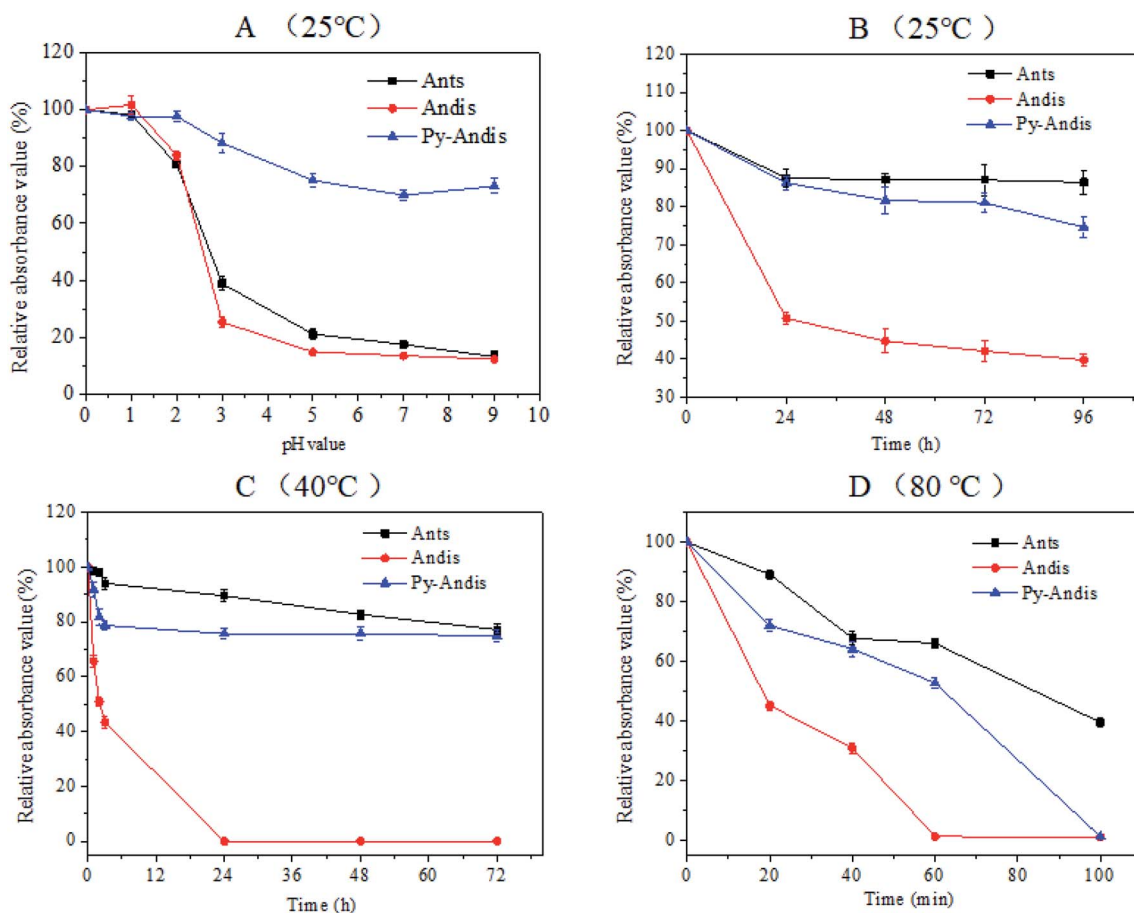 A （25℃）
120
100
80
60
40
20
0
Relative absorbance value (%)
Ants
Andis
Py-Andis
0 1 2 3 4 5 6 7 8 9 10
pH value
B （25℃ ）
120
110
100
90
80
70
60
50
40
30
Relative absorbance value (%)
Ants
Andis
Py-Andis
0 24 48 72 96
Time (h)
C （40℃ ）
120
100
80
60
40
20
0
Relative absorbance value (%)
Ants
Andis
Py-Andis
0 12 24 36 48 60 72
Time (h)
D （80 ℃ ）
100
80
60
40
20
0
Relative absorbance value (%)
Ants
Andis
Py-Andis
0 20 40 60 80 100
Time (min)